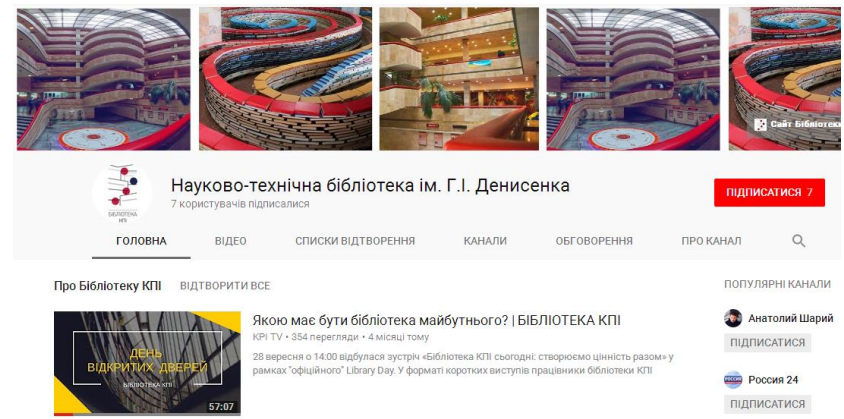 Сайт Бібліотеки
Науково-технічна бібліотека ім. Г.І. Денисенка
7 користувачів підписалися
ПІДПИСАТИСЯ 7
БІБЛІОТЕКА
КПІ
ГОЛОВНА ВІДЕО СПИСКИ ВІДТВОРЕННЯ КАНАЛИ ОБГОВОРЕННЯ ПРО КАНАЛ
Про Бібліотеку КПІ ВІДТВОРИТИ ВСЕ
ДЕНЬ
ВІДКРИТИХ ДВЕРЕЙ
БІБЛІОТЕКА КПІ
57:07
Якою має бути бібліотека майбутнього? | БІБЛІОТЕКА КПІ
KPI TV • 354 перегляди • 4 місяці тому
28 вересня о 14:00 відбулася зустріч «Бібліотека КПІ сьогодні: створюємо цінність разом» у
рамках "офіційного" Library Day. У форматі коротких виступів працівники бібліотеки КПІ
ПОПУЛЯРНІ КАНАЛИ
Анатолий Шарий
ПІДПИСАТИСЯ
РОССИЯ
Россия 24
ПІДПИСАТИСЯ